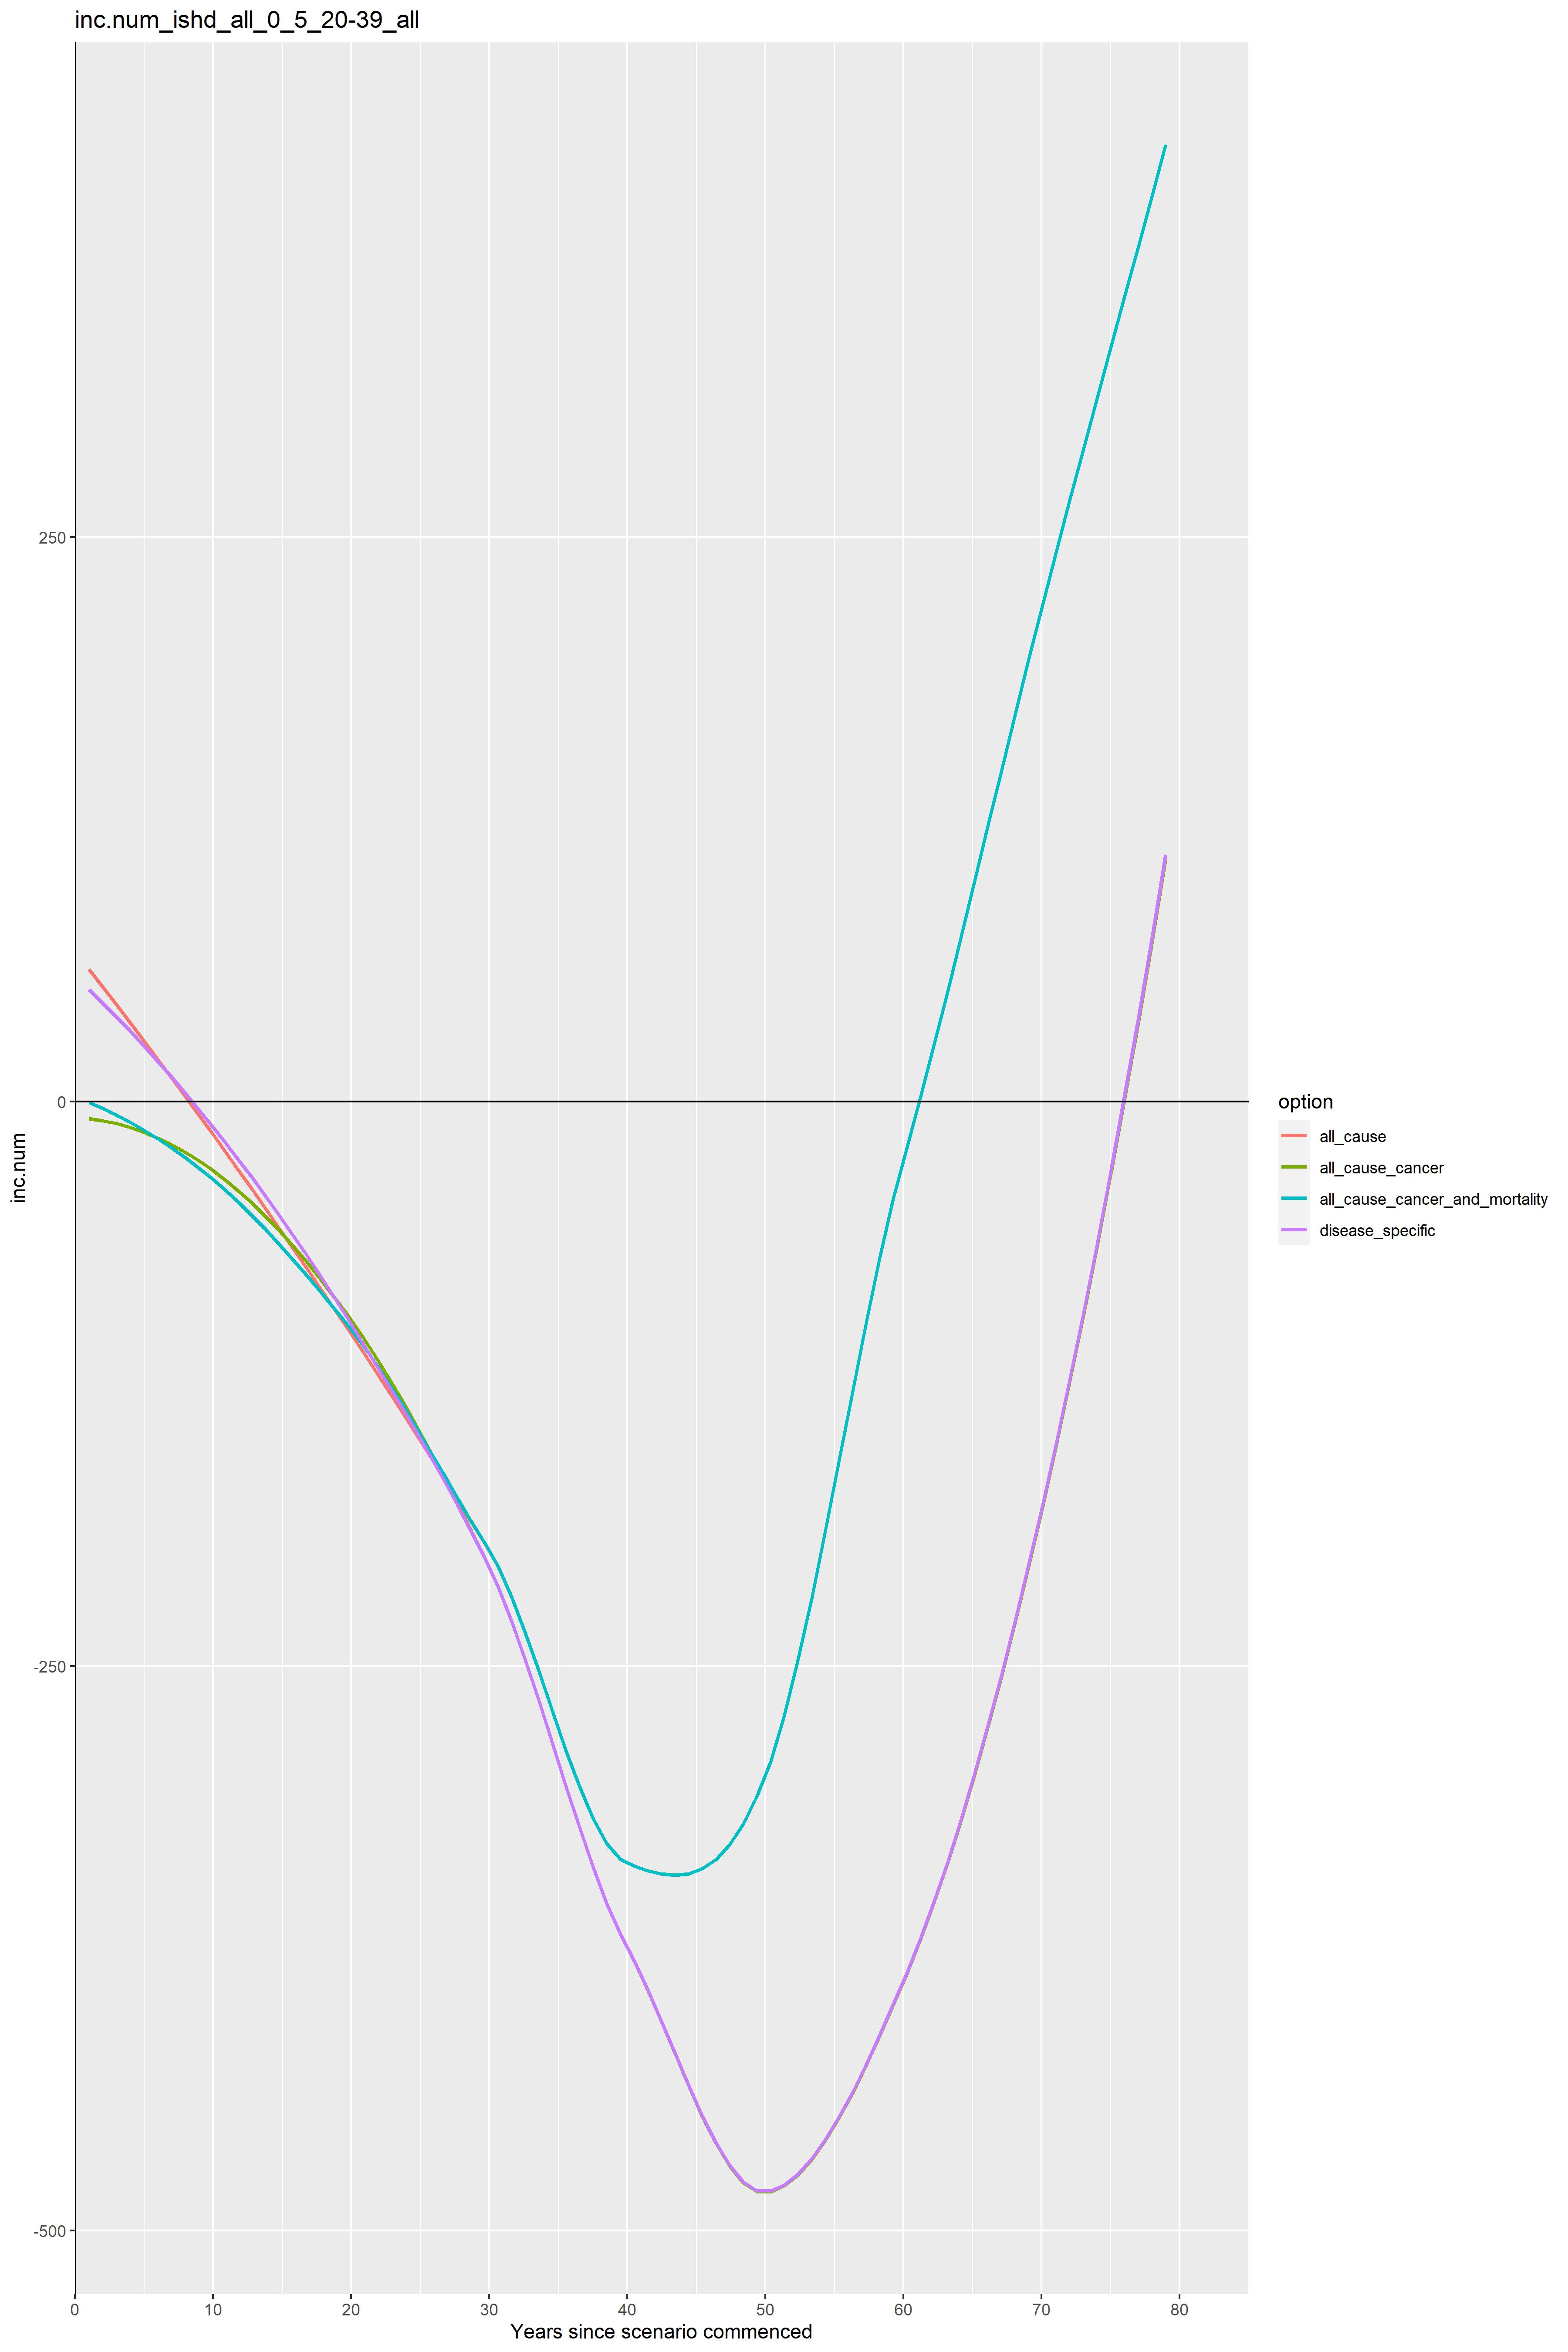 inc.num_ishd_all_0_5_20-39_all
250
0
-250
-500
inc.num
0 10 20 30 40 50 60 70 80
Years since scenario commenced
option
all_cause
all_cause_cancer
all_cause_cancer_and_mortality
disease_specific